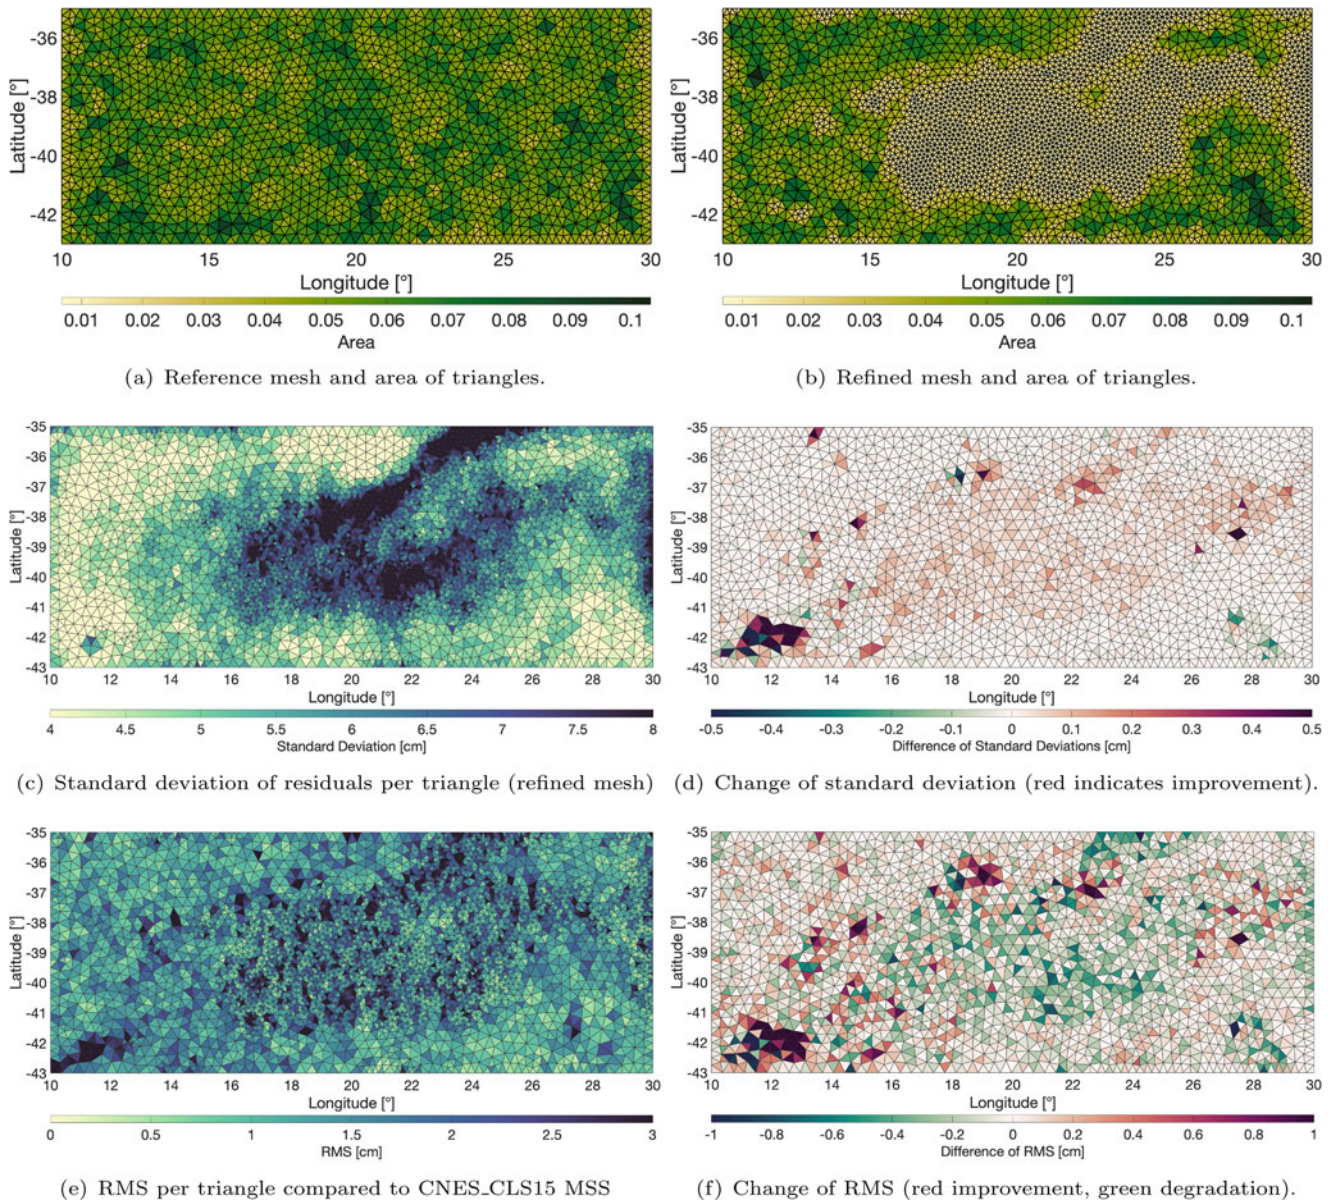 -36
-38
-40
-42
Latitude [°]
10 15 20 25 30
Longitude [°]
0.01 0.02 0.03 0.04 0.05 0.06 0.07 0.08 0.09 0.1
Area
(a) Reference mesh and area of triangles.
-36
-38
-40
-42
Latitude [°]
10 15 20 25 30
Longitude [°]
0.01 0.02 0.03 0.04 0.05 0.06 0.07 0.08 0.09 0.1
Area
(b) Refined mesh and area of triangles.
-35
-36
-37
-38
-39
-40
-41
-42
-43
Latitude [°]
10 12 14 16 18 20 22 24 26 28 30
Longitude [°]
4 4.5 5 5.5 6 6.5 7 7.5 8
Standard Deviation [cm]
(c) Standard deviation of residuals per triangle (refined mesh)
-35
-36
-37
-38
-39
-40
-41
-42
-43
Latitude [°]
10 12 14 16 18 20 22 24 26 28 30
Longitude [°]
-0.5 -0.4 -0.3 -0.2 -0.1 0 0.1 0.2 0.3 0.4 0.5
Difference of Standard Deviations [cm]
(d) Change of standard deviation (red indicates improvement).
-35
-36
-37
-38
-39
-40
-41
-42
-43
Latitude [°]
10 12 14 16 18 20 22 24 26 28 30
Longitude [°]
0 0.5 1 1.5 2 2.5 3
RMS [cm]
(e) RMS per triangle compared to CNES_CLS15 MSS
-35
-36
-37
-38
-39
-40
-41
-42
-43
Latitude [°]
10 12 14 16 18 20 22 24 26 28 30
Longitude [°]
-1 -0.8 -0.6 -0.4 -0.2 0 0.2 0.4 0.6 0.8 1
Difference of RMS [cm]
(f) Change of RMS (red improvement, green degradation).